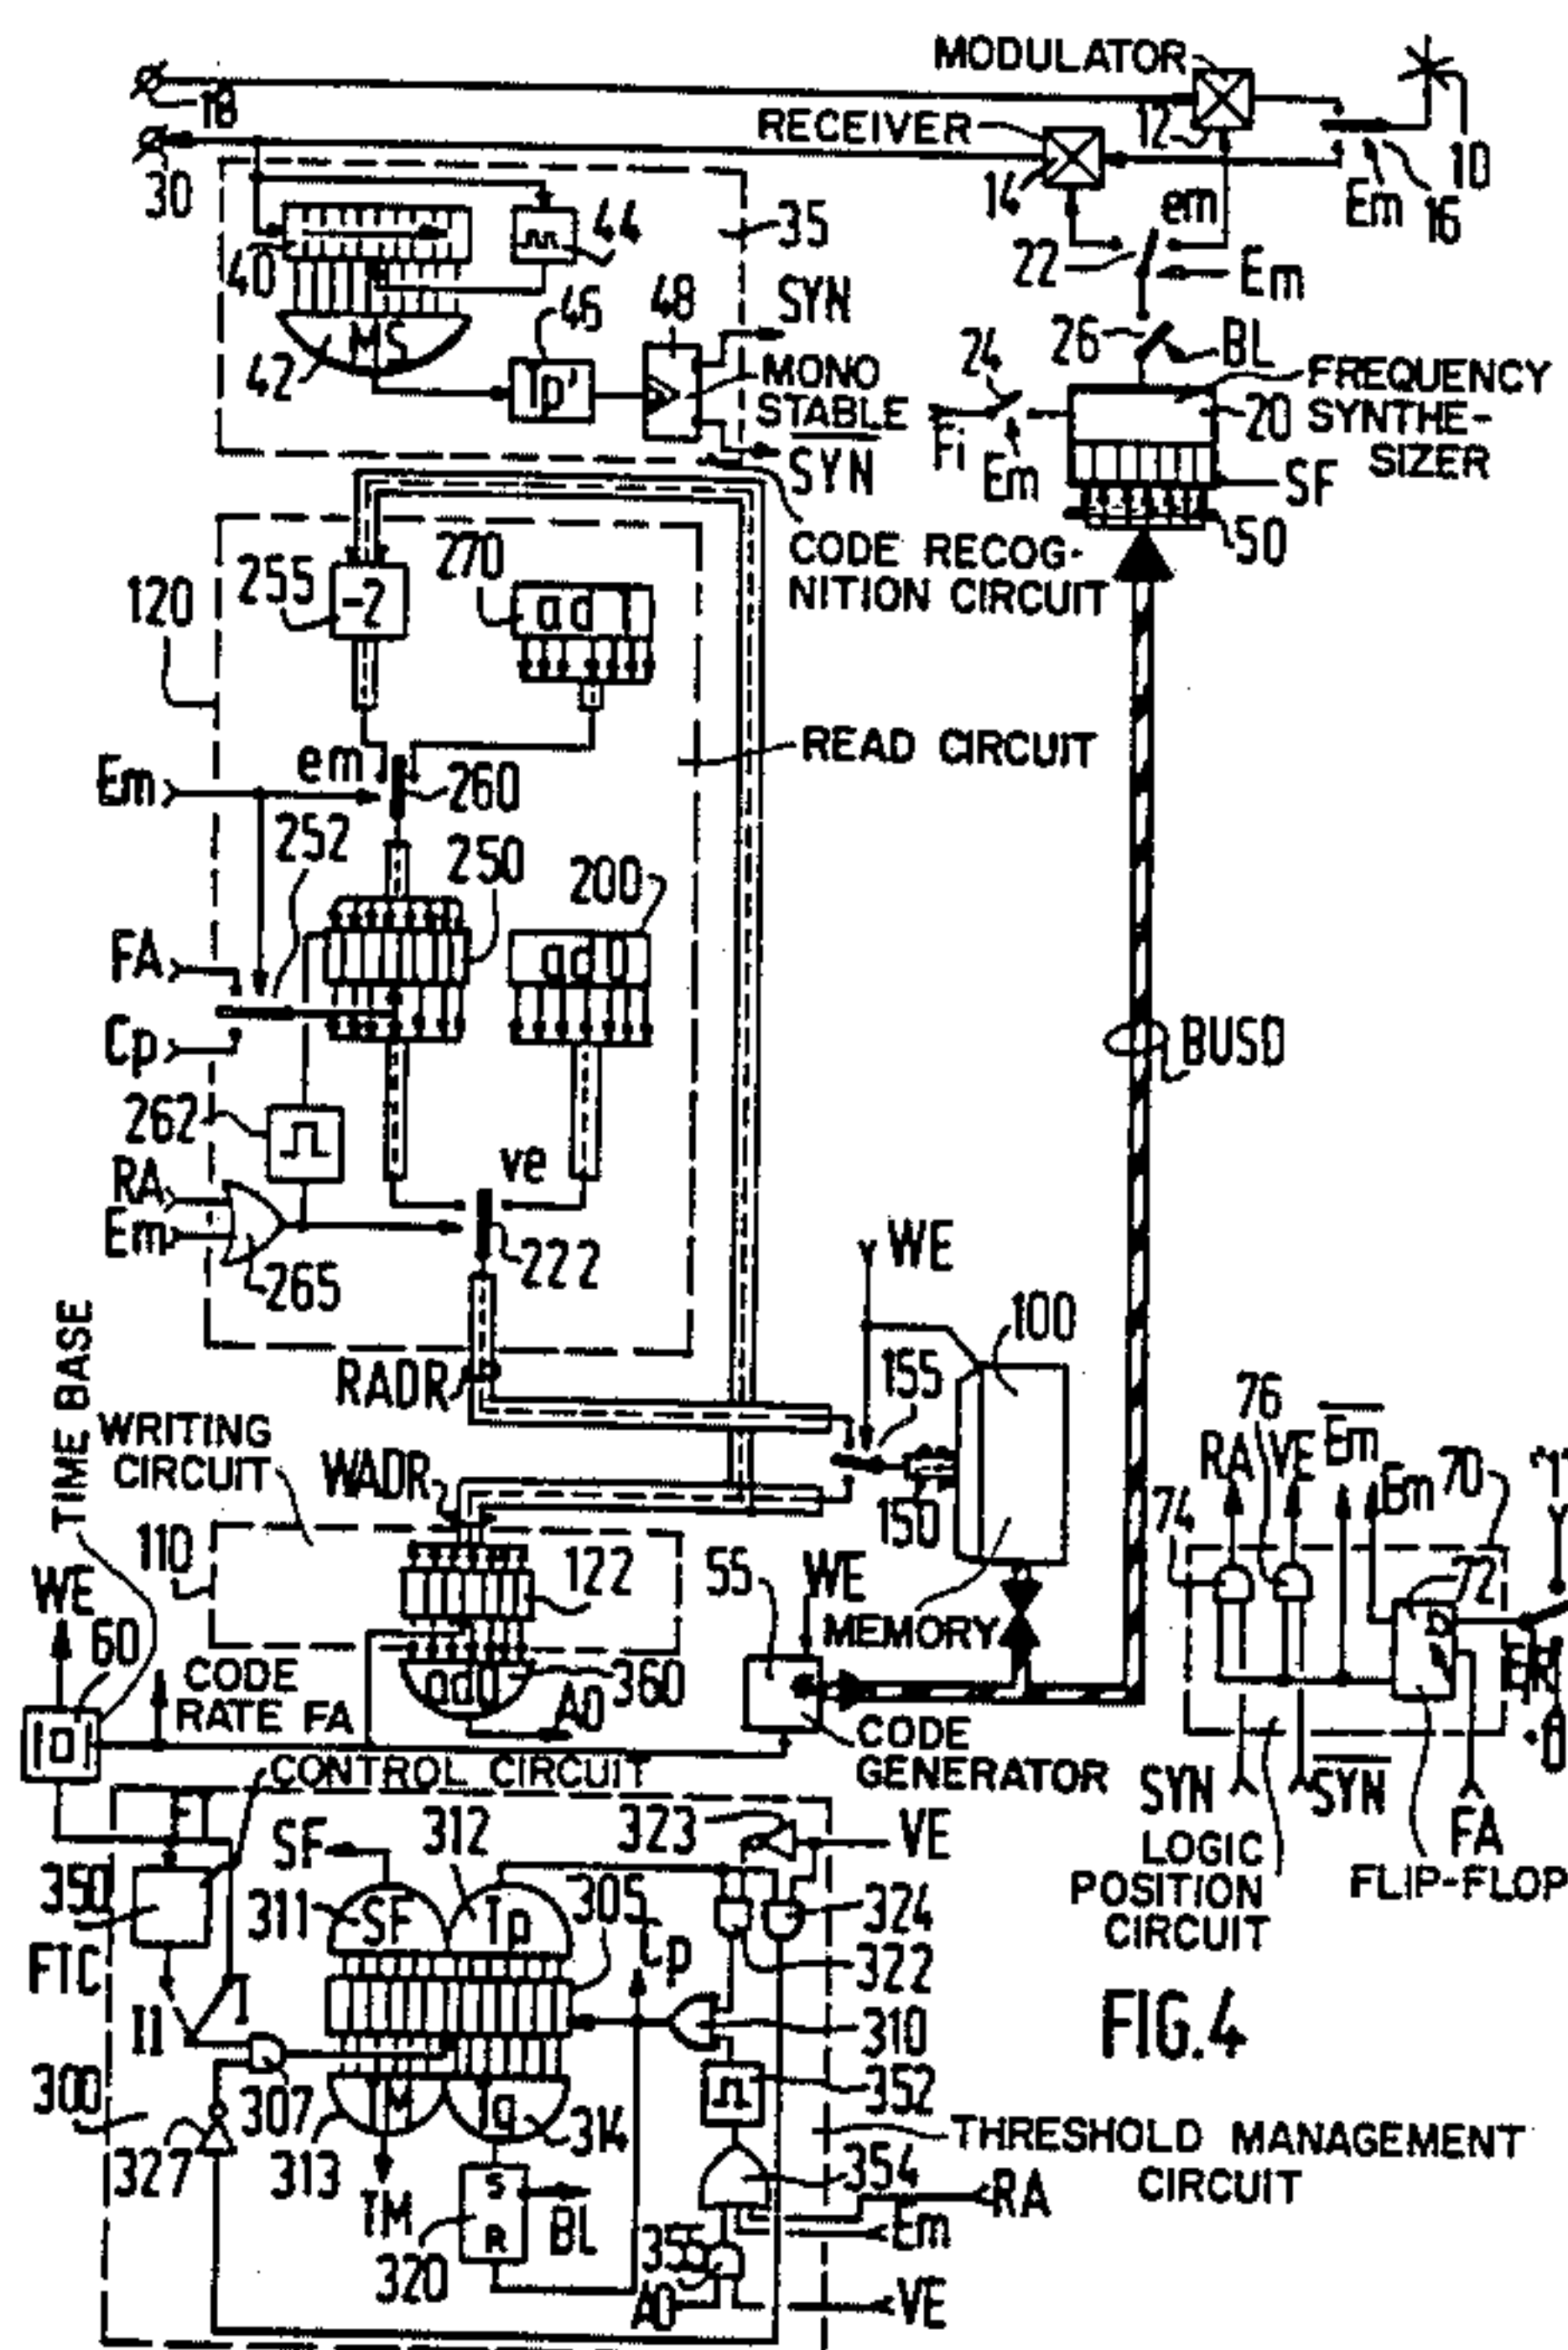 MODULATOR
18
12
10
RECEIVER
30
14
em
Em
16
44
35
40
22
Em
SYN
46
48
MS
42
26
BL
24
FREQUENCY
SYNTHE-
SIZER
Tp'
MONO
STABLE
20
Fi
Em
SYN
SF
50
CODE RECOG-
NITION CIRCUIT
270
255
-2
ad 1
120
READ CIRCUIT
em
Em
260
252
250
200
FA
ad 0
Cp
BUSD
262
ve
RA
Em
222
265
WE
100
RADR
155
TIME BASE
WRITING
CIRCUIT
WADR
150
76
RA
VE
Em
Em
70
"1"
74
72
110
122
55
WE
MEMORY
WE
60
CODE
RATE FA
ad0
360
A0
CODE
GENERATOR
CONTROL CIRCUIT
SYN
SYN
FA
LOGIC
POSITION
CIRCUIT
FLIP-FLOP
SF
312
323
VE
350
311
SF
Tp
305
Cp
324
322
FTC
I
II
310
FIG.4
300
307
M
352
327
313
314
THRESHOLD MANAGEMENT
CIRCUIT
354
RA
TM
S
R
BL
320
Em
355
A0
VE